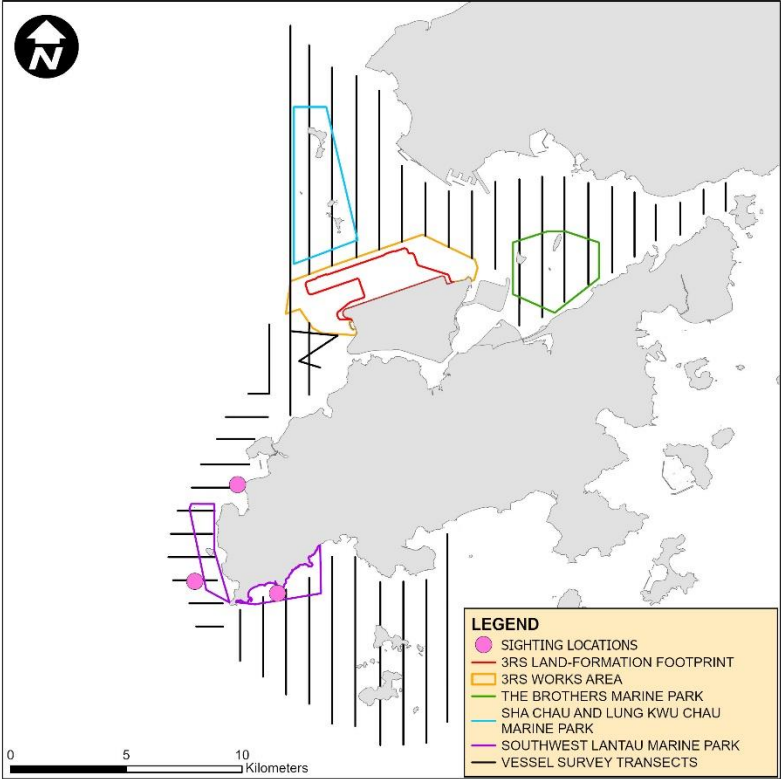 N
LEGEND
SIGHTING LOCATIONS
3RS LAND-FORMATION FOOTPRINT
3RS WORKS AREA
THE BROTHERS MARINE PARK
SHA CHAU AND LUNG KWU CHAU
MARINE PARK
SOUTHWEST LANTAU MARINE PARK
VESSEL SURVEY TRANSECTS
0 5 10
Kilometers